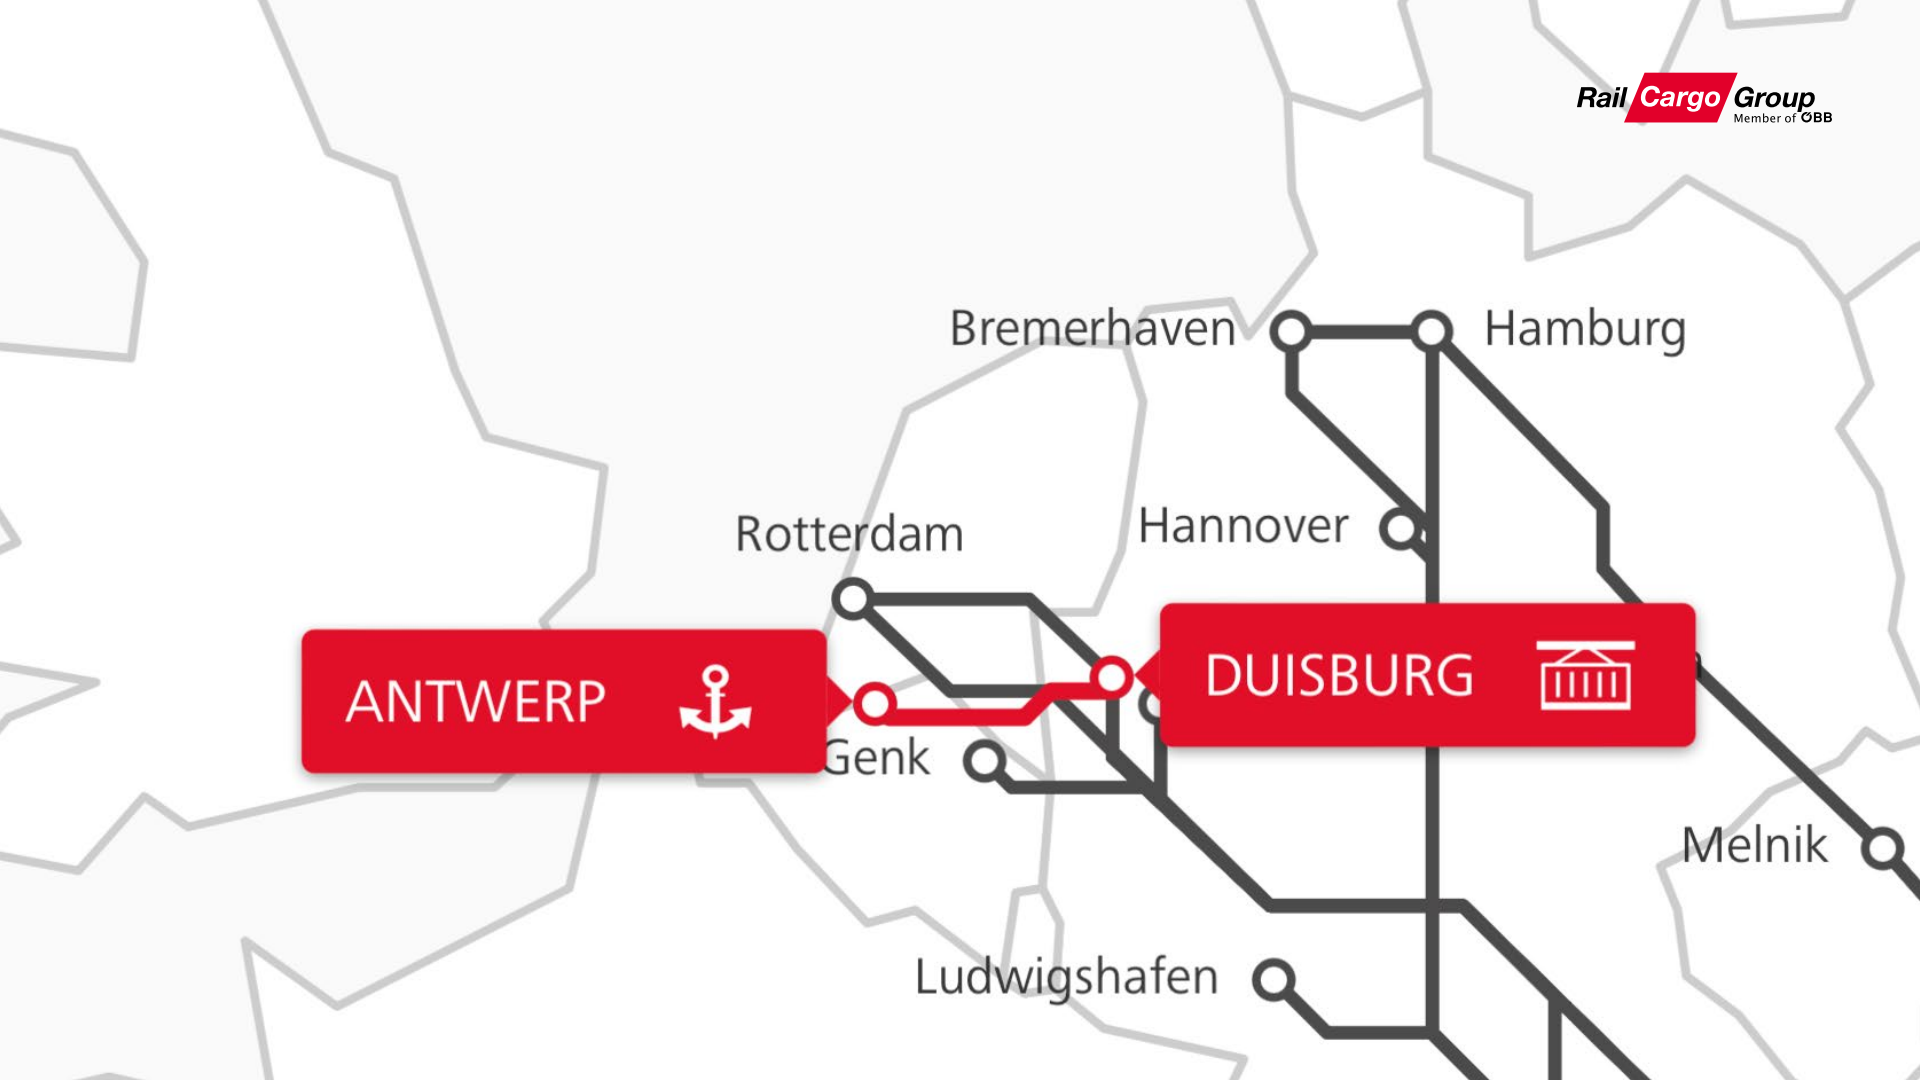 Rail Cargo Group
Member of ÖBB
Bremerhaven
Hamburg
Rotterdam
Hannover
ANTWERP
DUISBURG
Genk
Melnik
Ludwigshafen